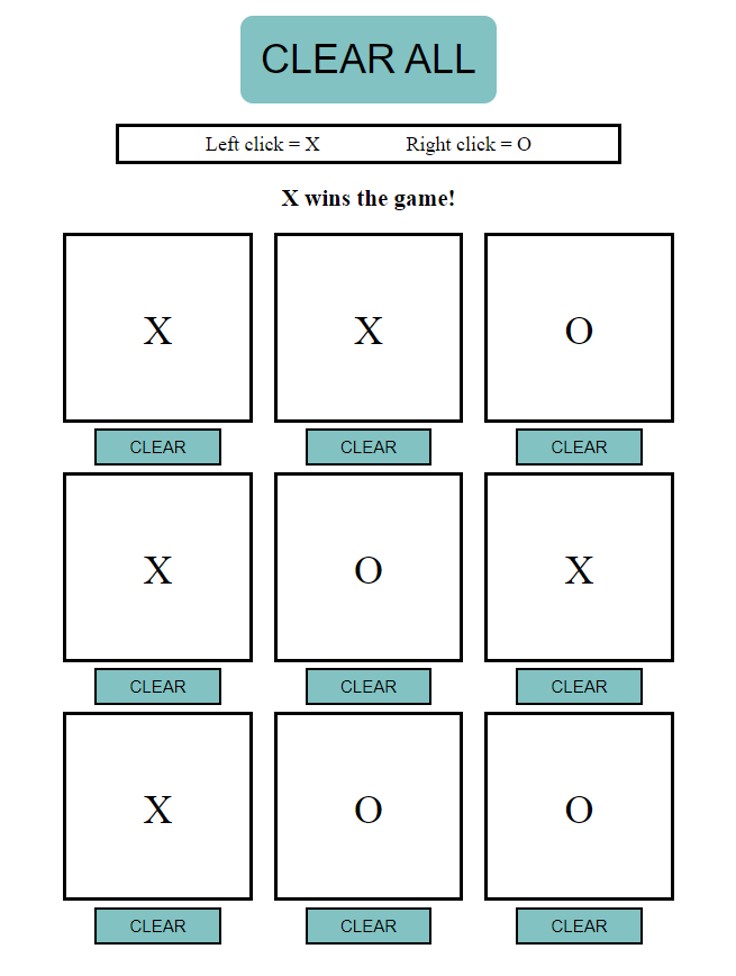 CLEAR ALL
Left click = X Right click = O
X wins the game!
X X O
CLEAR CLEAR CLEAR
X O X
CLEAR CLEAR CLEAR
X O O
CLEAR CLEAR CLEAR